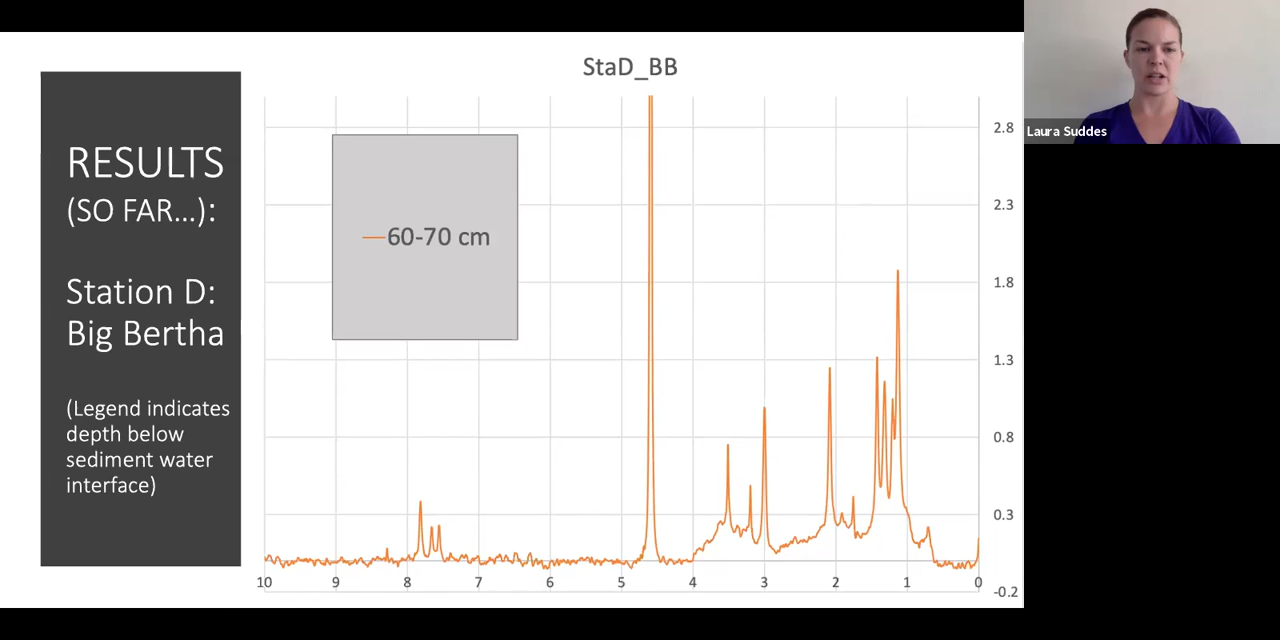 StaD_BB
RESULTS
(SO FAR...):
Station D:
Big Bertha
(Legend indicates
depth below
sediment water
interface)
60-70 cm
2.8
2.3
1.8
1.3
0.8
0.3
-0.2
10 9 8 7 6 5 4 3 2 1 0
Laura Suddes